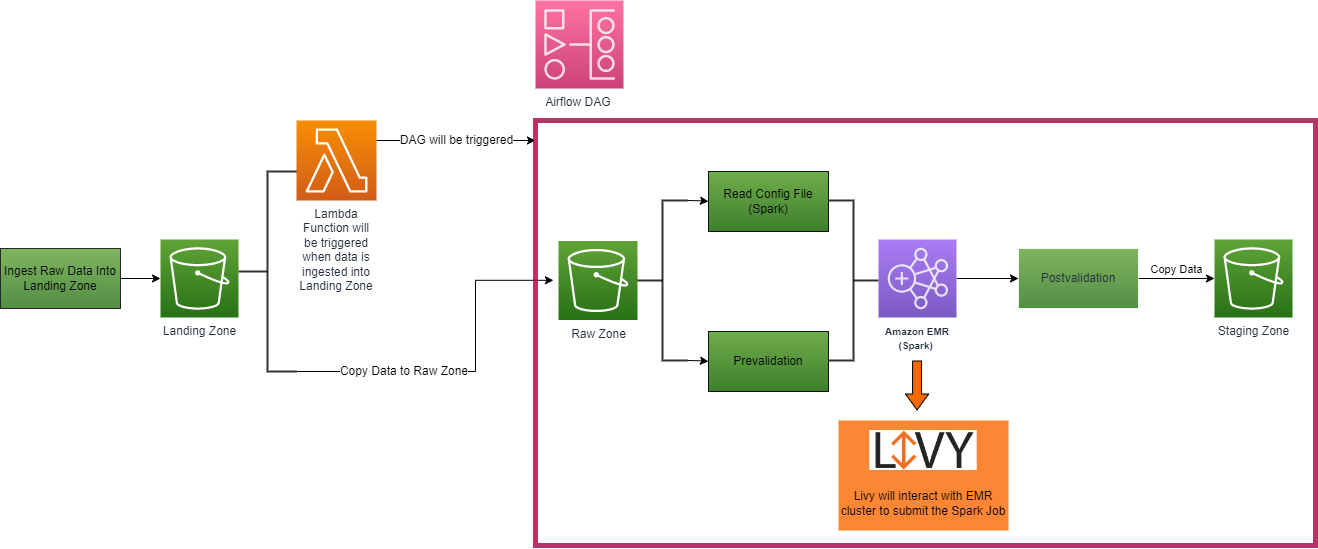 Airflow DAG
DAG will be triggered
Lambda
Function will
be triggered
when data is
ingested into
Landing Zone
Ingest Raw Data Into
Landing Zone
Landing Zone
Copy Data to Raw Zone
Raw Zone
Read Config File
(Spark)
Prevalidation
Amazon EMR
(Spark)
Postvalidation
Copy Data
Staging Zone
LIVY
Livy will interact with EMR
cluster to submit the Spark Job